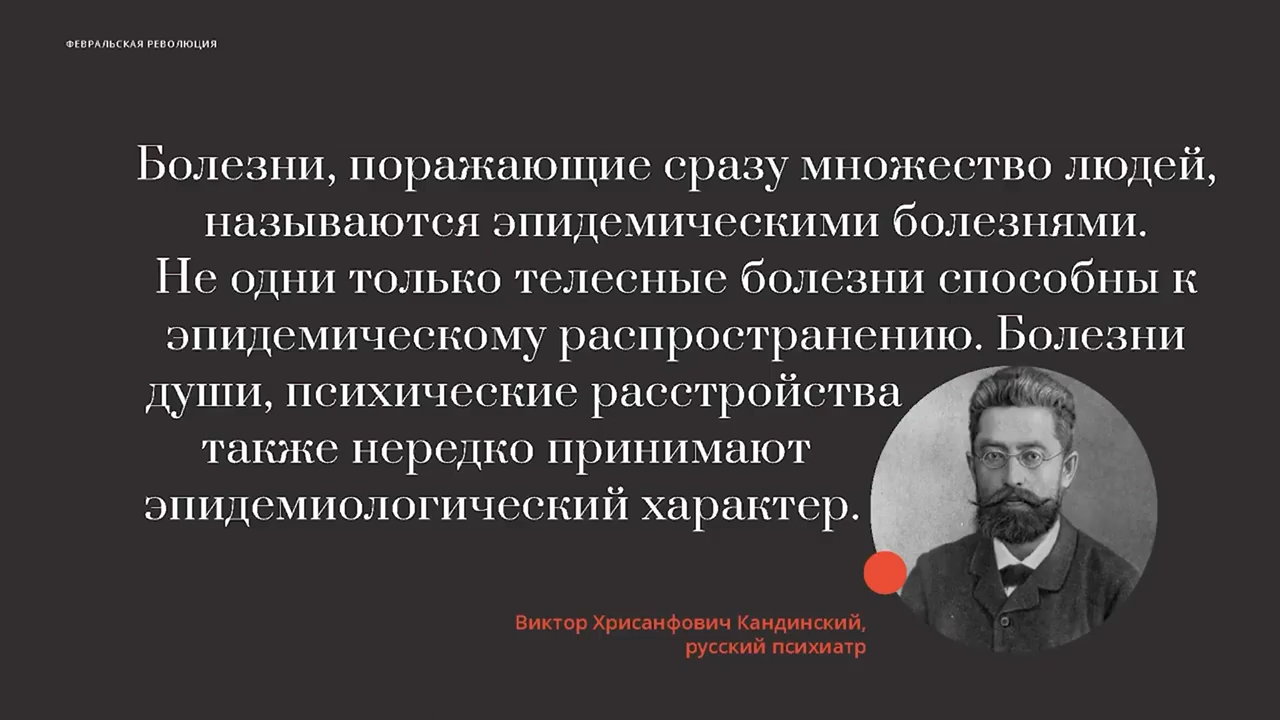 ФЕВРАЛЬСКАЯ РЕВОЛЮЦИЯ
Болезни, поражающие сразу множество людей,
называются эпидемическими болезнями.
Не одни только телесные болезни способны к
эпидемическому распространению. Болезни
души, психические расстройства
также нередко принимают
эпидемиологический характер.
Виктор Хрисанфович Кандинский,
русский психиатр